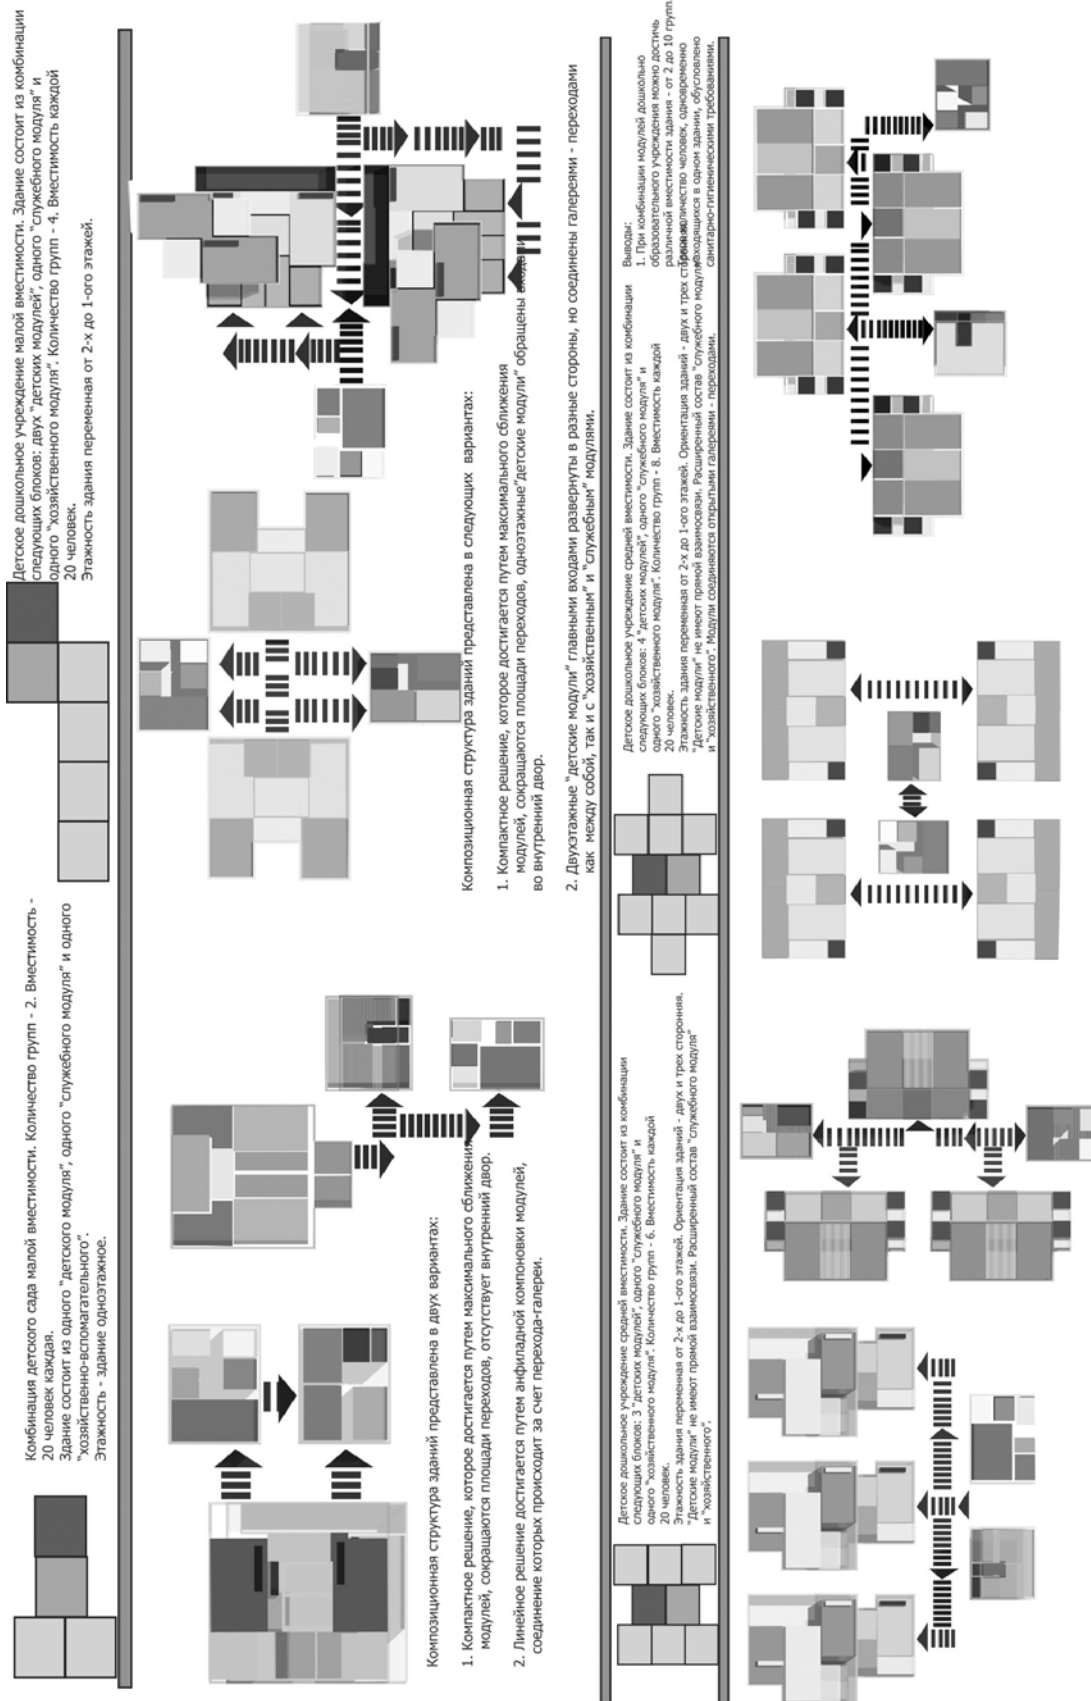 Комбинация детского сада малой вместимости. Количество групп - 2. Вместимость -
20 человек каждая.
Здание состоит из одного "детского модуля", одного "служебного модуля" и одного
"хозяйственно-вспомагательного".
Этажность - здание одноэтажное.
Композиционная структура зданий представлена в двух вариантах:
1. Компактное решение, которое достигается путем максимального сближения
модулей, сокращаются площади переходов, отсутствует внутренний двор.
2. Линейное решение достигается путем анфиладной компоновки модулей,
соединение которых происходит за счет перехода-галереи.
Детское дошкольное учреждение малой вместимости. Здание состоит из комбинации
следующих блоков: двух "детских модулей", одного "служебного модуля" и
одного "хозяйственного модуля". Количество групп - 4. Вместимость каждой
20 человек.
Этажность здания переменная от 2-х до 1-ого этажей.
Композиционная структура зданий представлена в следующих вариантах:
1. Компактное решение, которое достигается путем максимального сближения
модулей, сокращаются площади переходов, одноэтажные"детские модули" обращены входами
во внутренний двор.
2. Двухэтажные "детские модули" главными входами развернуты в разные стороны, но соединены галереями - переходами
как между собой, так и с "хозяйственным" и "служебным" модулями.
Детское дошкольное учреждение средней вместимости. Здание состоит из комбинации
следующих блоков: 3 "детских модулей", одного "служебного модуля" и
одного "хозяйственного модуля". Количество групп - 6. Вместимость каждой
20 человек.
Этажность здания переменная от 2-х до 1-ого этажей. Ориентация зданий - двух и трех сторонняя.
"Детские модули" не имеют прямой взаимосвязи. Расширенный состав "служебного модуля"
и "хозяйственного".
Детское дошкольное учреждение средней вместимости. Здание состоит из комбинации
следующих блоков: 4 "детских модулей", одного "служебного модуля" и
одного "хозяйственного модуля". Количество групп - 8. Вместимость каждой
20 человек.
Этажность здания переменная от 2-х до 1-ого этажей. Ориентация зданий - двух и трех сторонняя.
"Детские модули" не имеют прямой взаимосвязи. Расширенный состав "служебного модуля"
и "хозяйственного". Модули соединяются открытыми галереями - переходами.
Выводы:
1. При комбинации модулей дошкольно
образовательного учреждения можно достичь
различной вместимости здания - от 2 до 10 групп.
количество человек, одновременно
находящихся в одном здании, обусловлено
санитарно-гигиеническими требованиями.